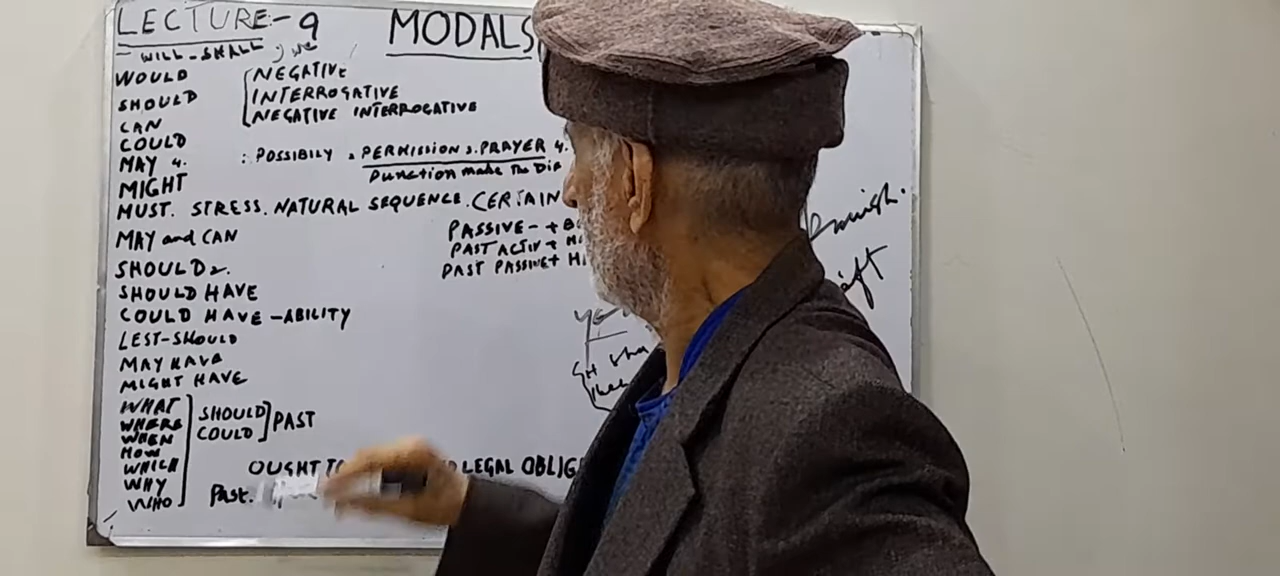 LECTURE-9
MODALS
- WILL-SHALL
WOULD
NEGATIVE
SHOULD
INTERROGATIVE
NEGATIVE INTERROGATIVE
CAN
COULD
MAY 4. : POSSIBILY 2 PERMISSION 3. PRAYER 4.
Punction made The Dif
MIGHT
MUST. STRESS. NATURAL SEQUENCE. CERTAIN
MAY and CAN
PASSIVE- + B
PAST ACTIV + H
PAST PASSIVE + H
SHOULD 2.
SHOULD HAVE
COULD HAVE -ABILITY
LEST-SHOULD
MAY HAVE
MIGHT HAVE
WHAT
WHERE
WHEN
HOW
WHICH
WHY
WHO
SHOULD
COULD
PAST
OUGHT TO LEGAL OBLIG
Past.